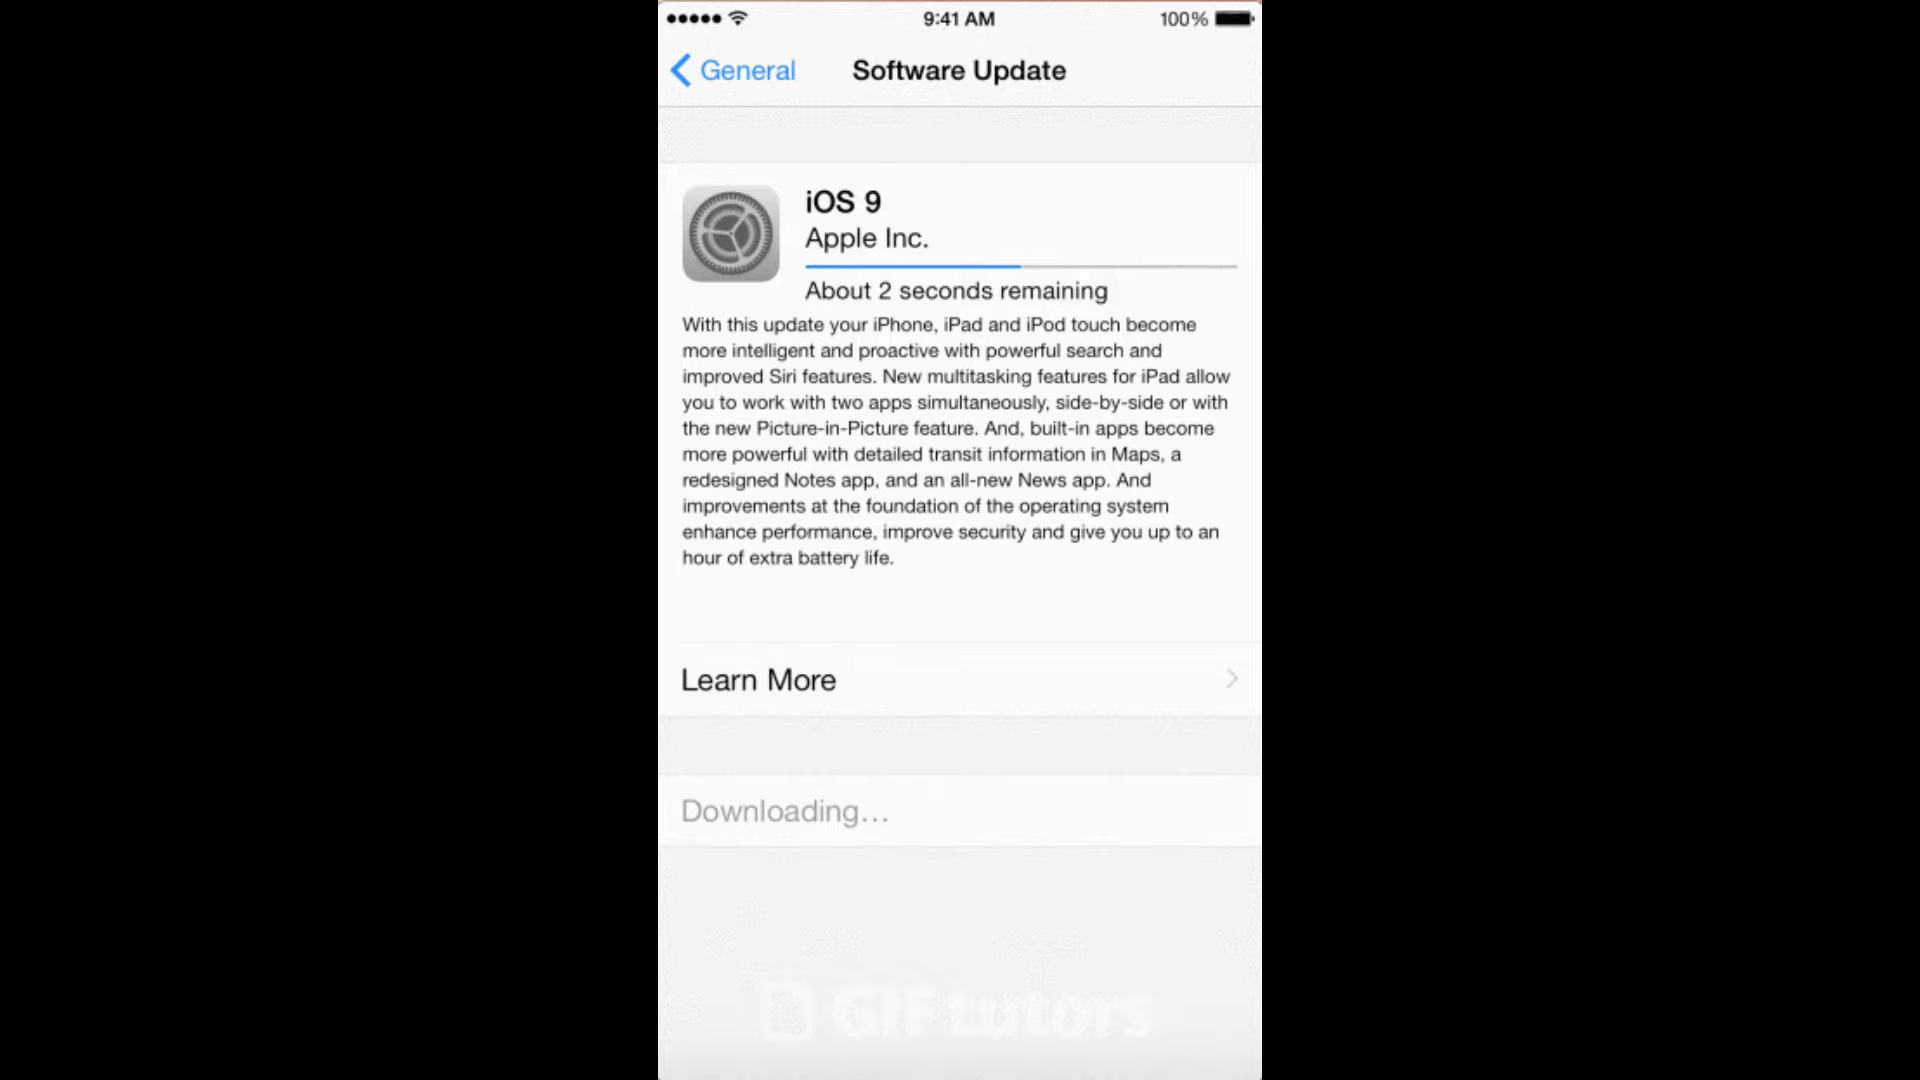 9:41 AM
100%
General
Software Update
iOS 9
Apple Inc.
About 2 seconds remaining
With this update your iPhone, iPad and iPod touch become
more intelligent and proactive with powerful search and
improved Siri features. New multitasking features for iPad allow
you to work with two apps simultaneously, side-by-side or with
the new Picture-in-Picture feature. And, built-in apps become
more powerful with detailed transit information in Maps, a
redesigned Notes app, and an all-new News app. And
improvements at the foundation of the operating system
enhance performance, improve security and give you up to an
hour of extra battery life.
Learn More
Downloading...
GIF tutors